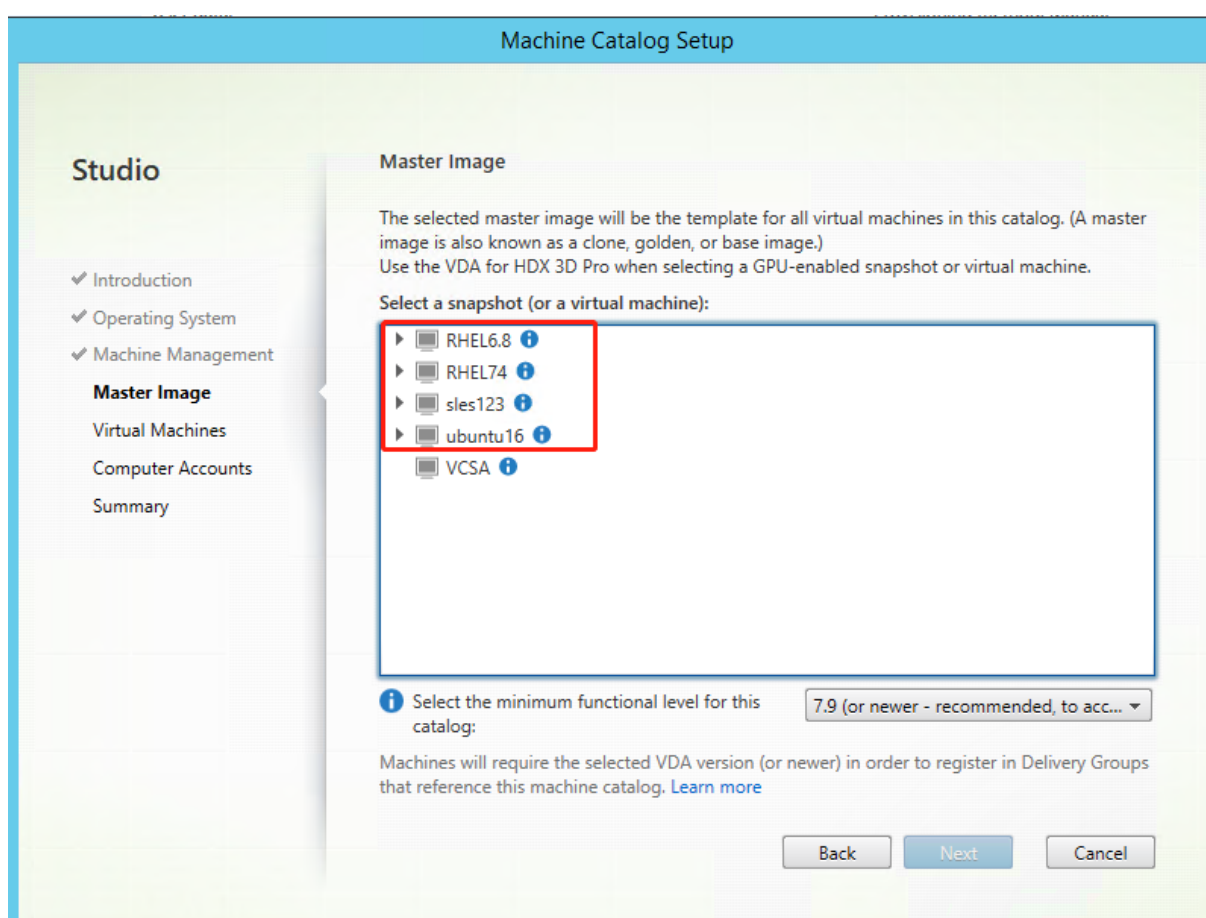 Machine Catalog Setup
Studio
Introduction
Operating System
Machine Management
Master Image
Virtual Machines
Computer Accounts
Summary
Master Image
The selected master image will be the template for all virtual machines in this catalog. (A master
image is also known as a clone, golden, or base image.)
Use the VDA for HDX 3D Pro when selecting a GPU-enabled snapshot or virtual machine.
Select a snapshot (or a virtual machine):
RHEL6.8
RHEL74
sles123
ubuntu16
VCSA
Select the minimum functional level for this
catalog:
7.9 (or newer - recommended, to acc...
Machines will require the selected VDA version (or newer) in order to register in Delivery Groups
that reference this machine catalog. Learn more
Back
Next
Cancel